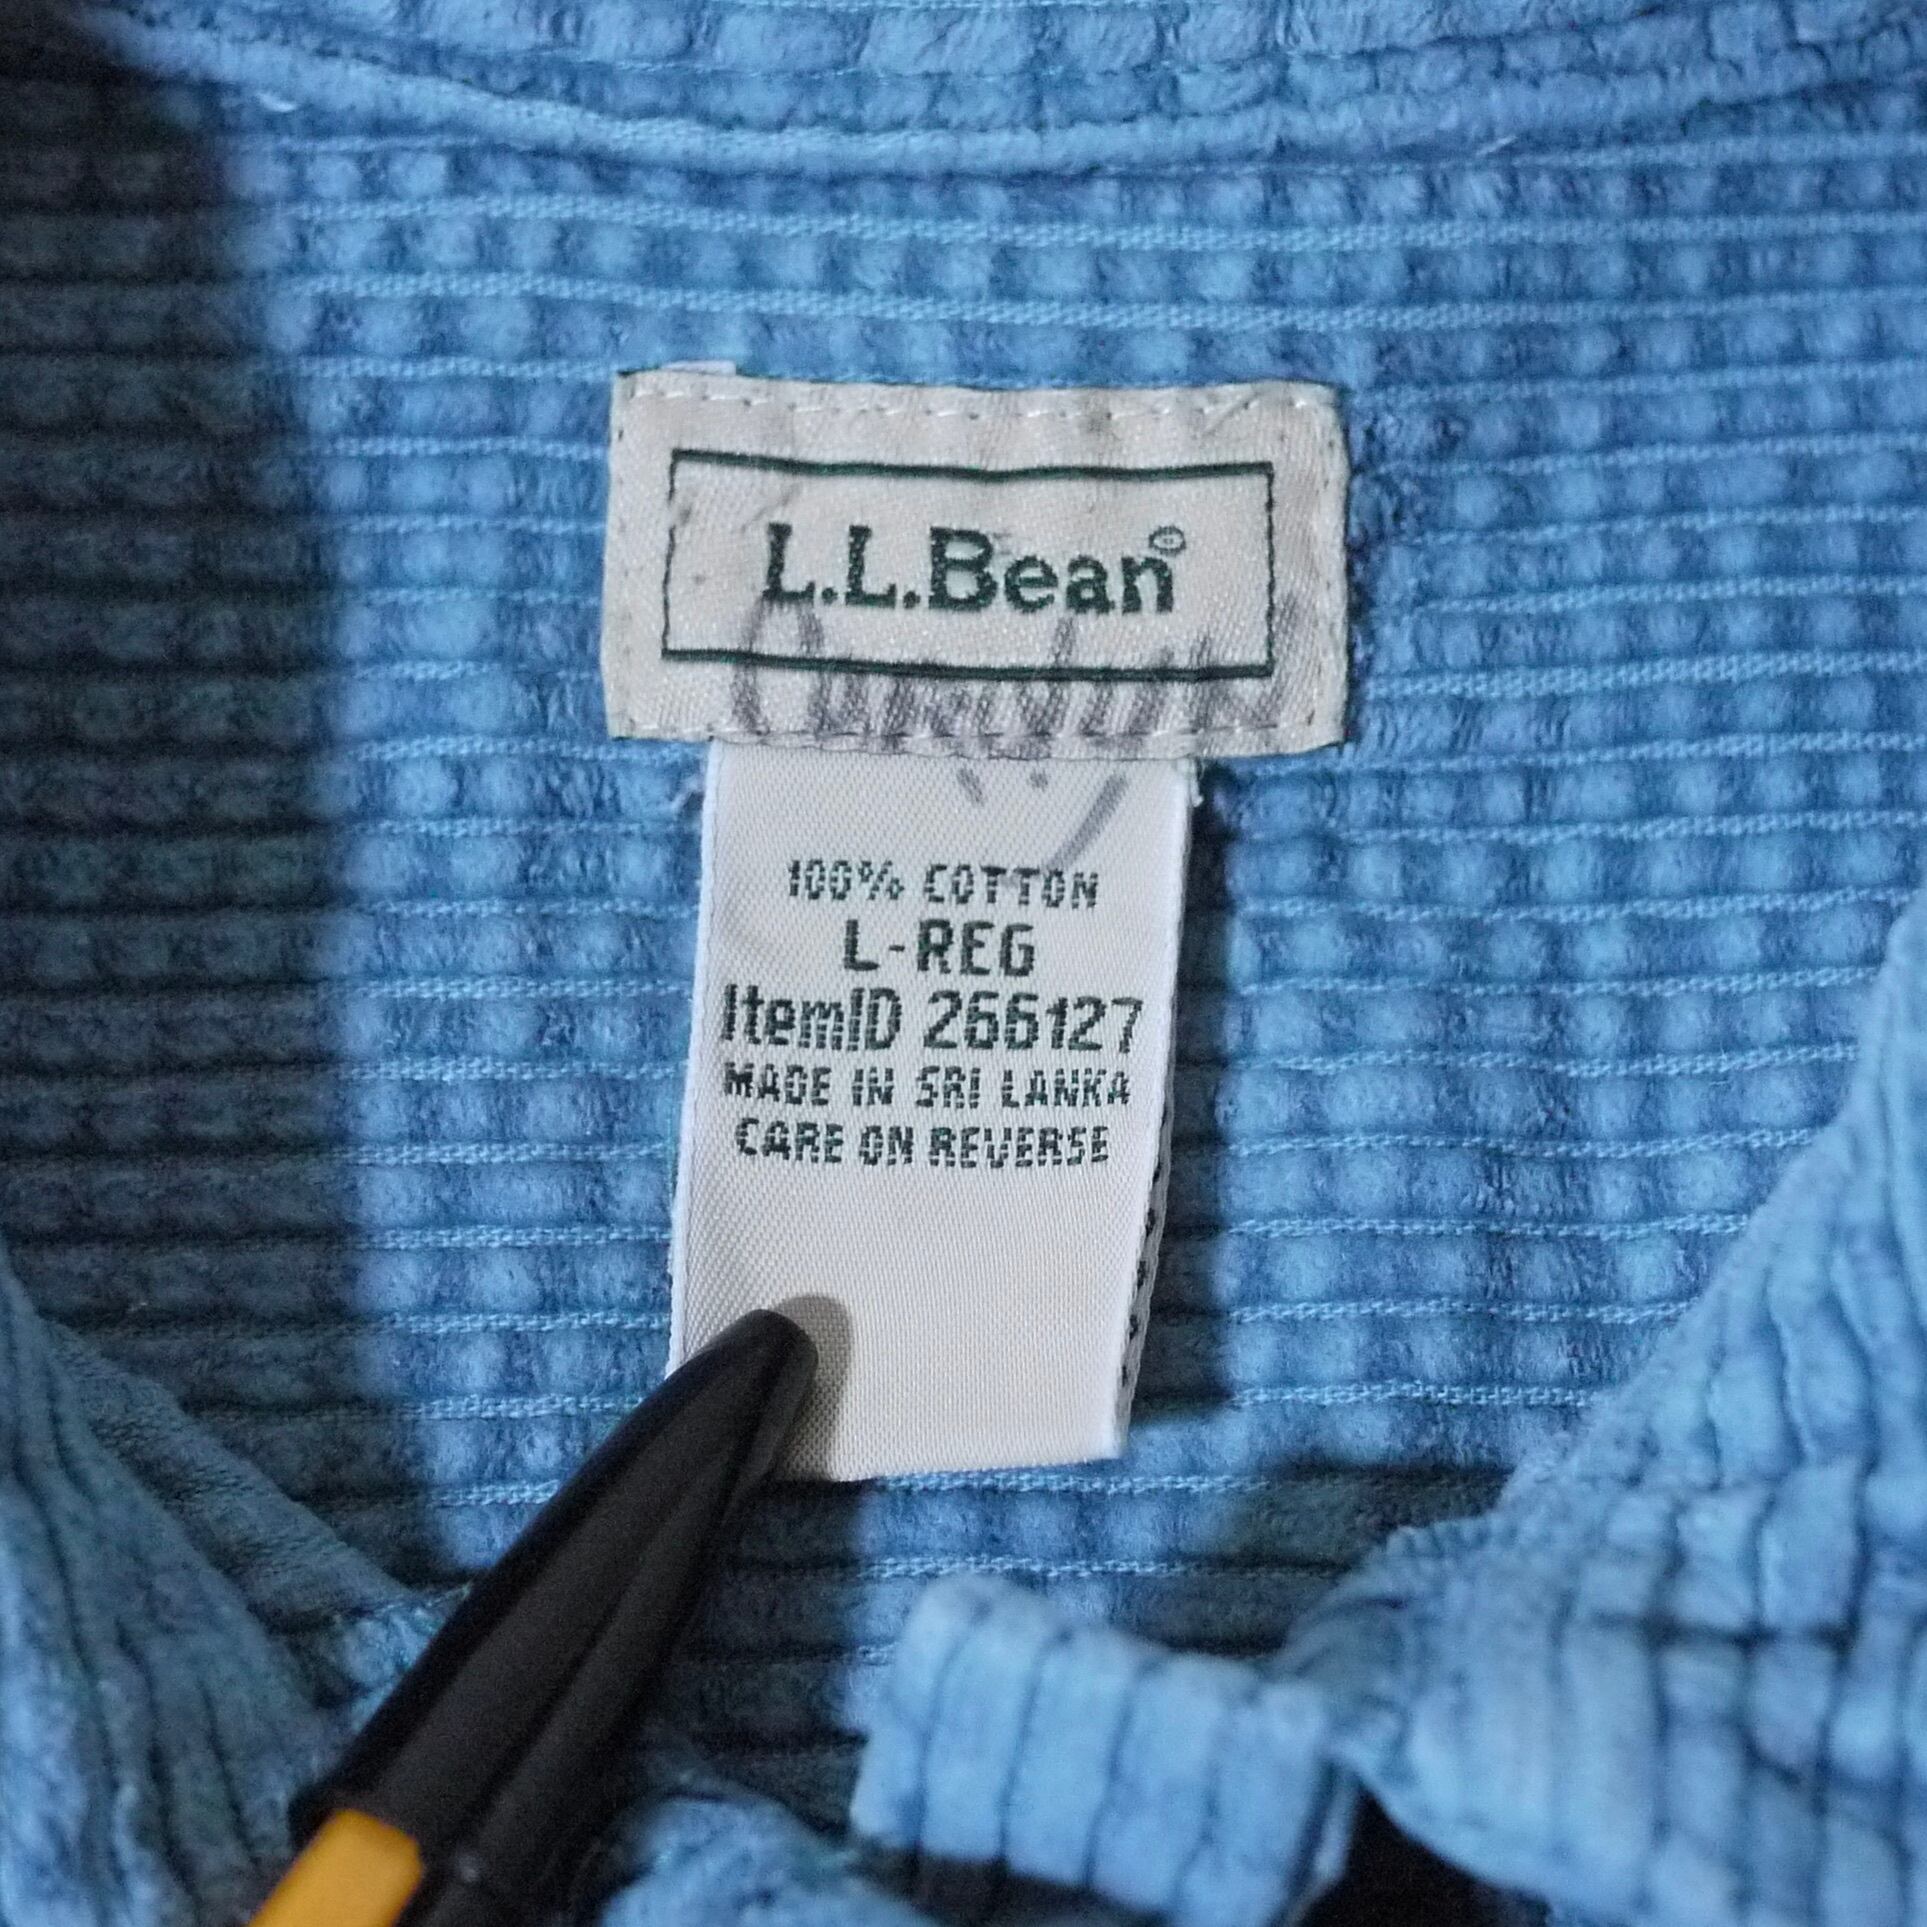 L.L.Bean®
100% COTTON
L-REG
ItemID 266127
MADE IN SRI LANKA
CARE ON REVERSE